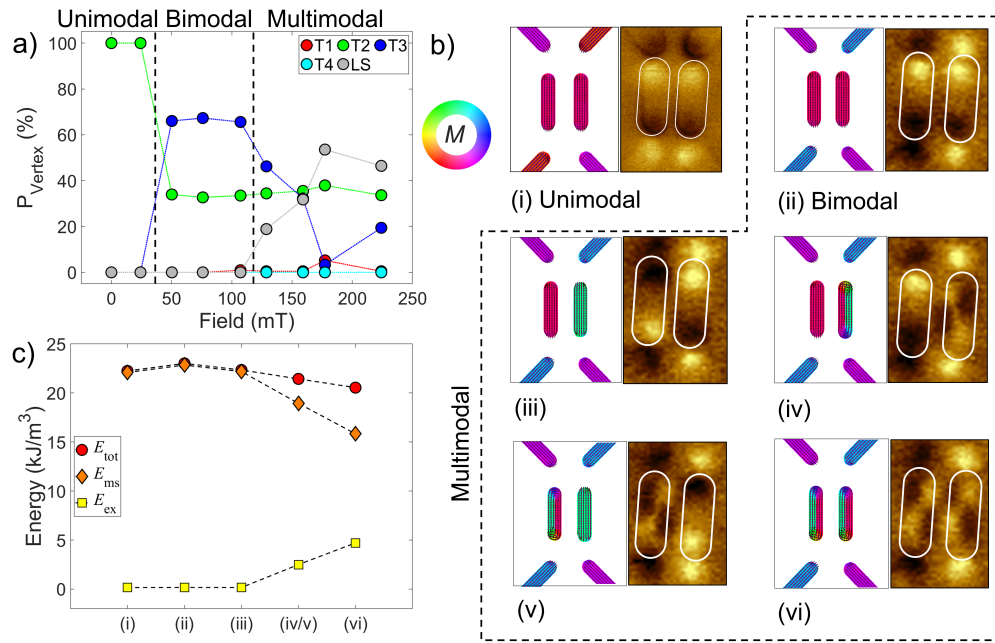 Unimodal Bimodal Multimodal
a)
100
80
60
40
20
0
P_Vertex (%)
T1 T2 T3
T4 LS
0 50 100 150 200 250
Field (mT)
b)
M
(i) Unimodal
(ii) Bimodal
(iii)
(iv)
(v)
(vi)
Multimodal
c)
25
20
15
10
5
0
Energy (kJ/m³)
E_tot
E_ms
E_ex
(i) (ii) (iii) (iv/v) (vi)